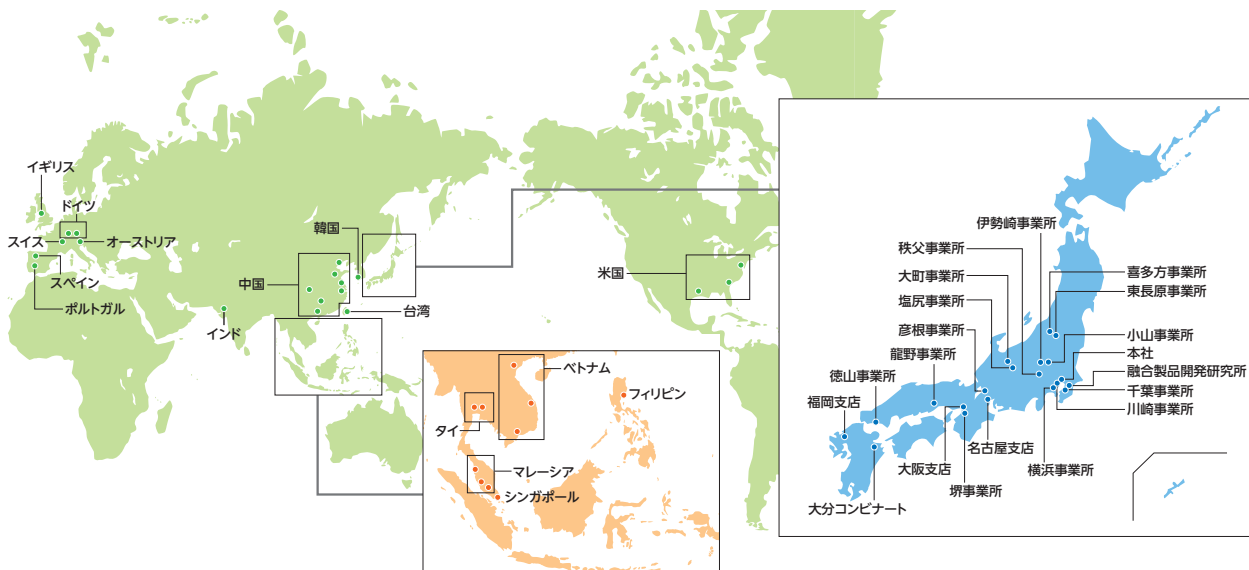 イギリス
ドイツ
スイス
オーストリア
スペイン
ポルトガル
インド
中国
韓国
台湾
米国
ベトナム
フィリピン
タイ
マレーシア
シンガポール
伊勢崎事業所
秩父事業所
大町事業所
塩尻事業所
彦根事業所
龍野事業所
徳山事業所
福岡支店
喜多方事業所
東長原事業所
小山事業所
本社
融合製品開発研究所
千葉事業所
川崎事業所
名古屋支店
大阪支店
横浜事業所
堺事業所
大分コンビナート